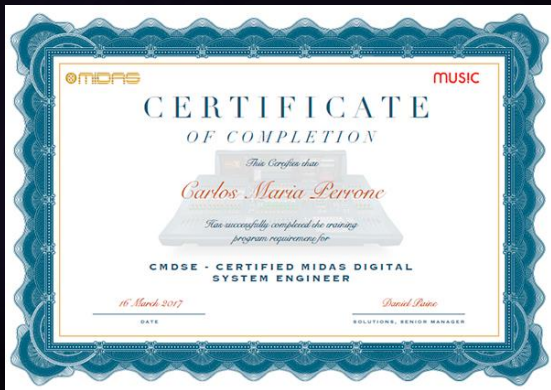 MIDAS
MUSIC
CERTIFICATE
OF COMPLETION
This Certifies that
Carlos Maria Perrone
Has successfully completed the training
program requirement for
CMDSE - CERTIFIED MIDAS DIGITAL
SYSTEM ENGINEER
16 March 2017
Daniel Paine
DATE
SOLUTIONS, SENIOR MANAGER